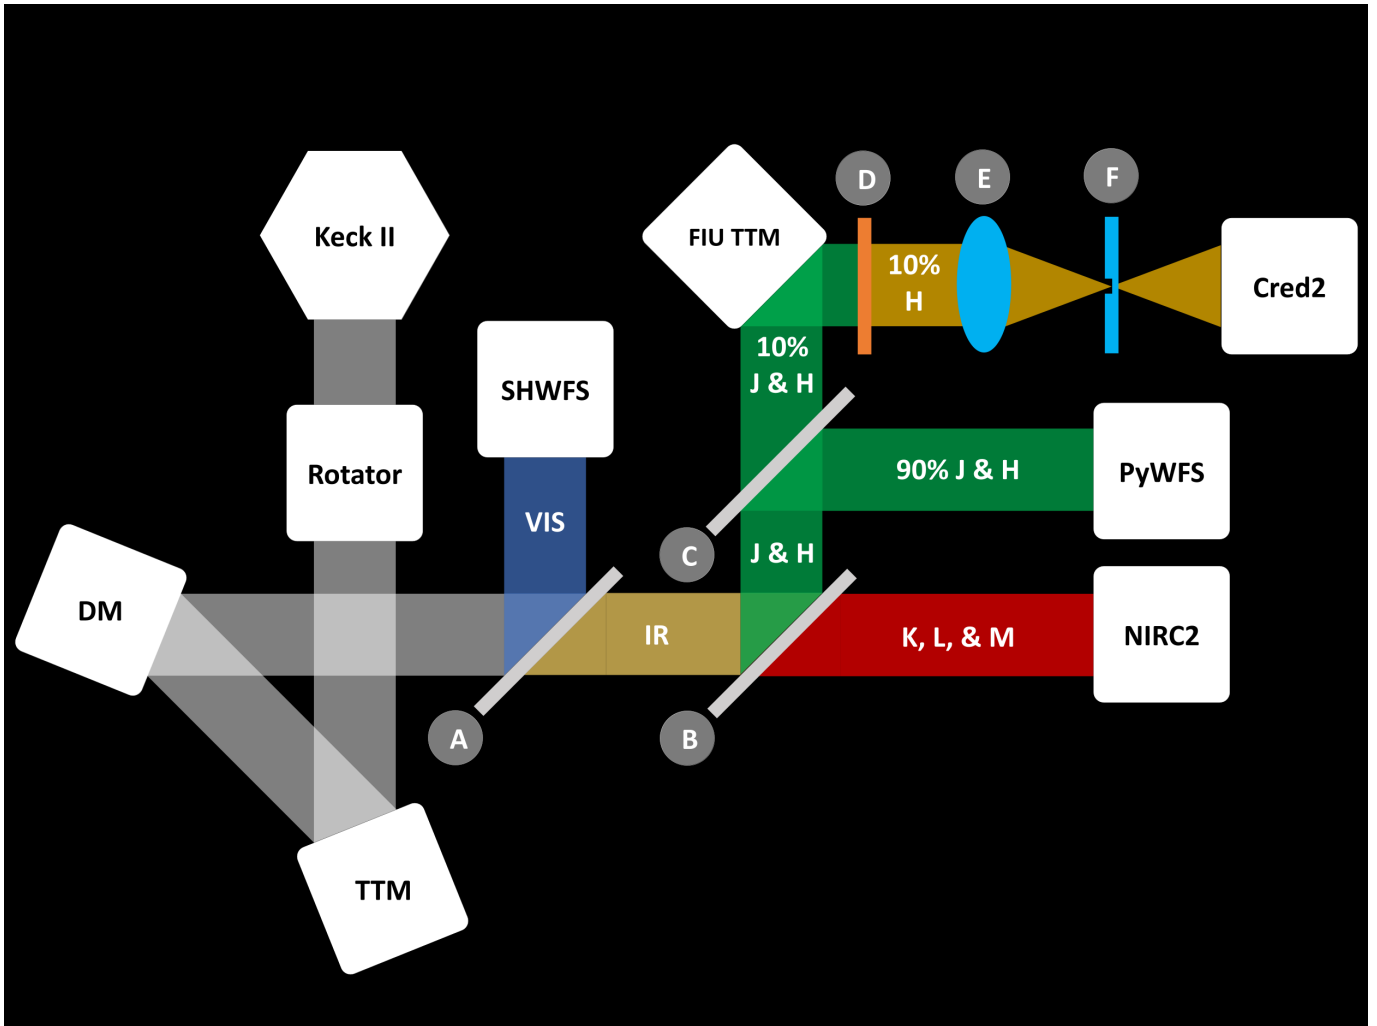 Keck II
FIU TTM
D
E
F
10%
H
Cred2
10%
J & H
SHWFS
Rotator
90% J & H
PyWFS
VIS
C
J & H
DM
IR
K, L, & M
NIRC2
A
B
TTM